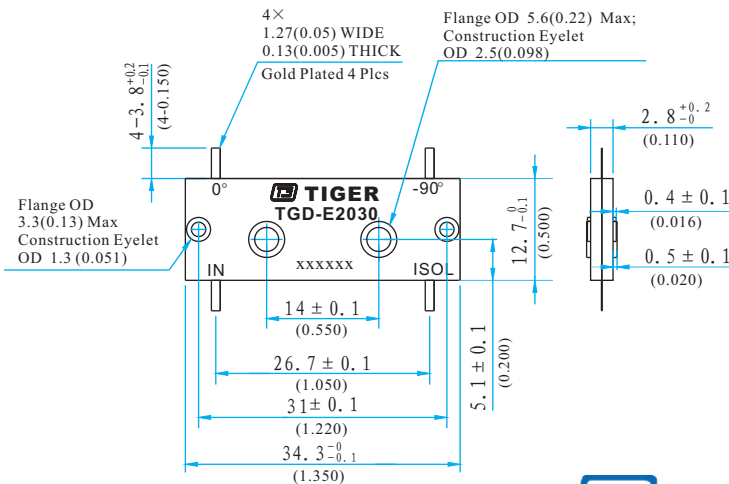 4×
1.27(0.05) WIDE
0.13(0.005) THICK
Gold Plated 4 Plcs
Flange OD 5.6(0.22) Max;
Construction Eyelet
OD 2.5(0.098)
4-3.8+0.2 -0.1
(4-0.150)
2.8+0.2 -0
(0.110)
Flange OD
3.3(0.13) Max
Construction Eyelet
OD 1.3 (0.051)
0°
TIGER
-90°
TGD-E2030
IN
xxxxxx
ISOL
12.7 0 -0.1
(0.500)
0.4 ± 0.1
(0.016)
0.5 ± 0.1
(0.020)
14 ± 0.1
(0.550)
5.1 ± 0.1
(0.200)
26.7 ± 0.1
(1.050)
31 ± 0.1
(1.220)
34.3 -0 -0.1
(1.350)